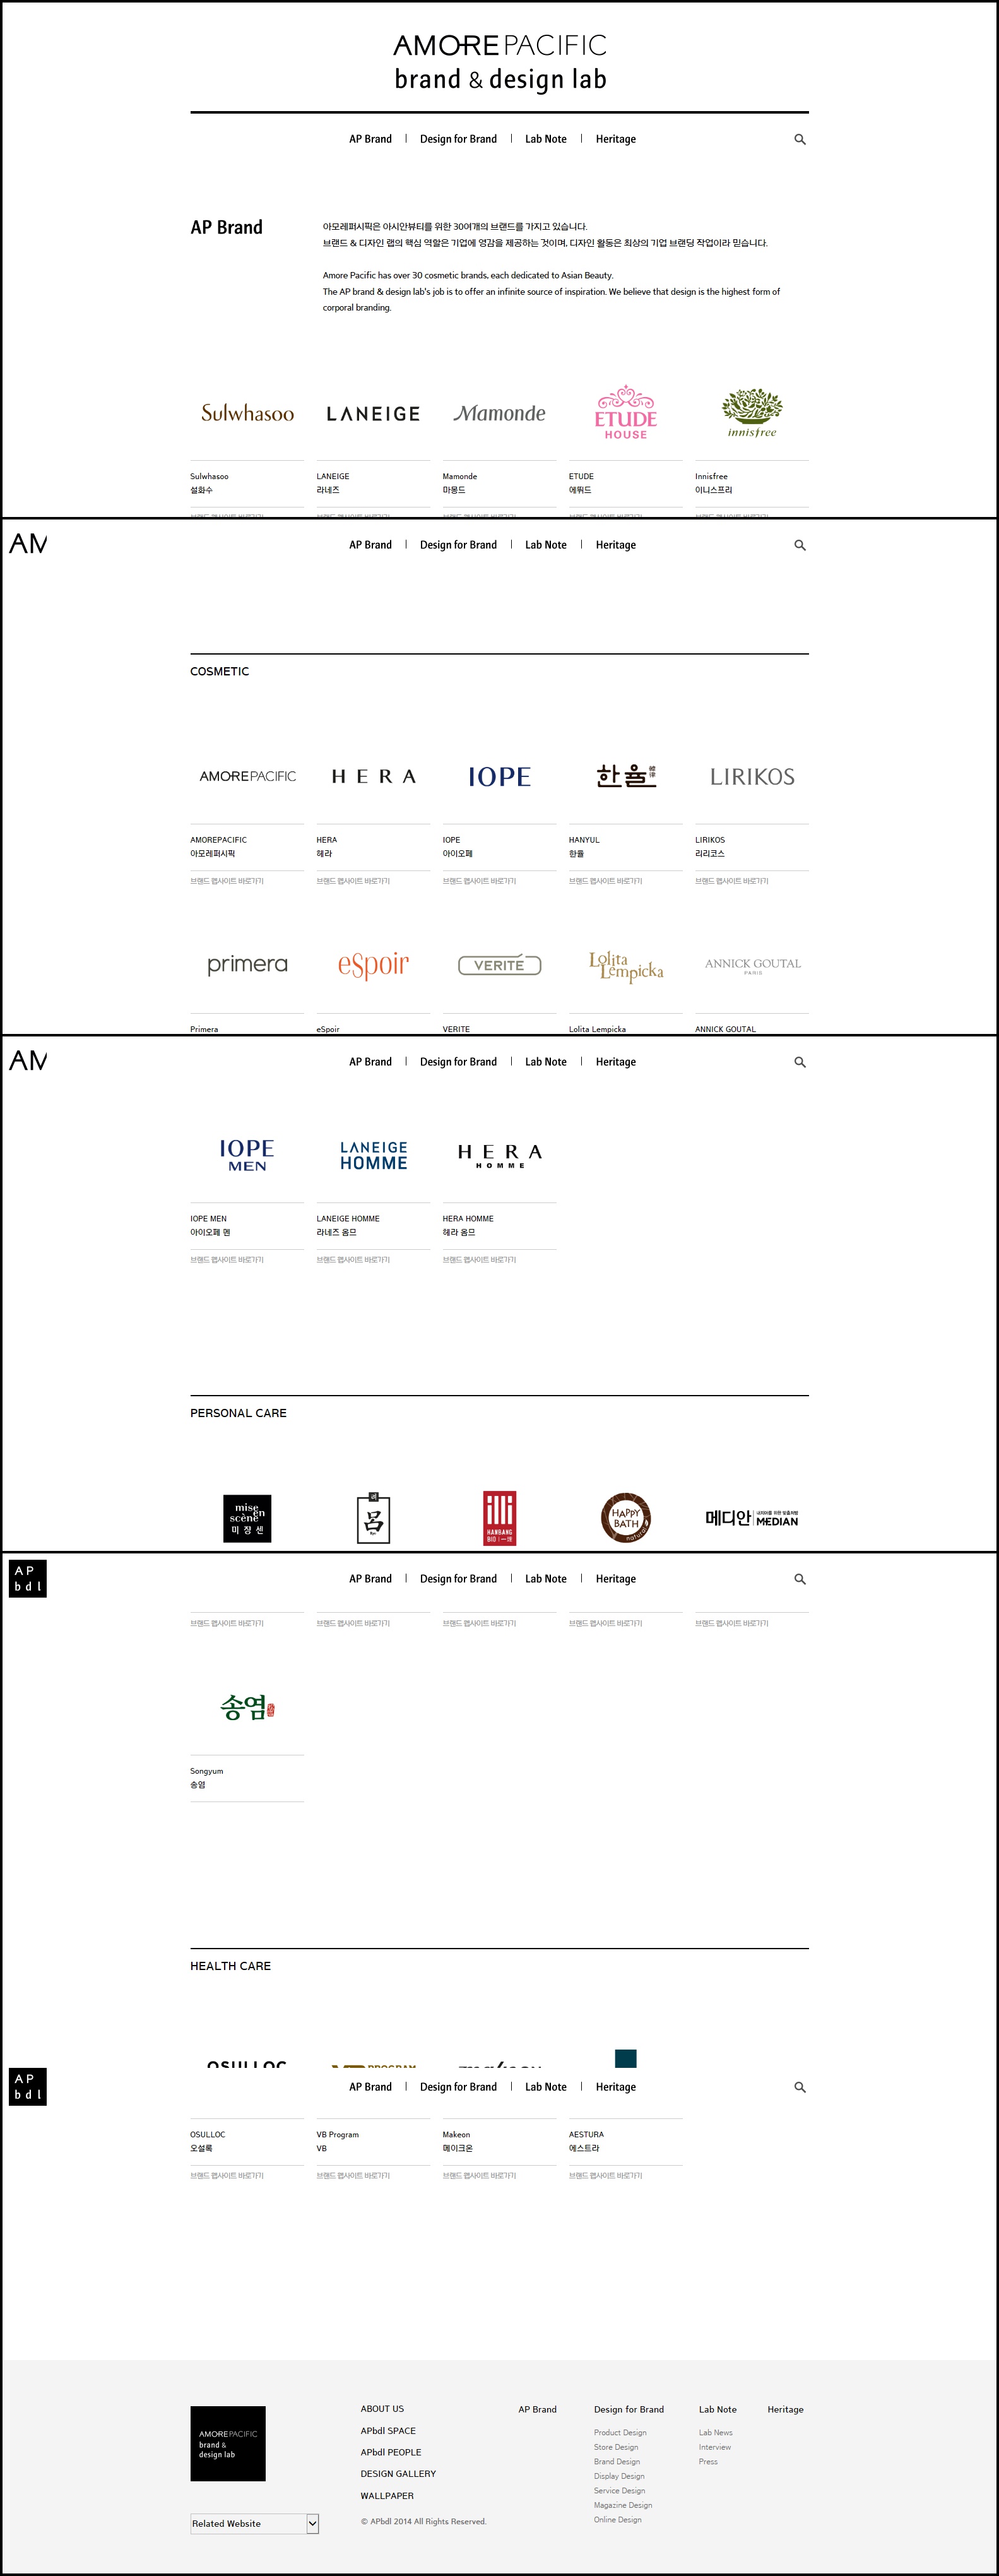 AMOREPACIFIC
brand & design lab
AP Brand | Design for Brand | Lab Note | Heritage
AP Brand
아모레퍼시픽은 아시안뷰티를 위한 30여개의 브랜드를 가지고 있습니다.
브랜드 & 디자인 랩의 핵심 역할은 기업에 영감을 제공하는 것이며, 디자인 활동은 최상의 기업 브랜딩 작업이라 믿습니다.
Amore Pacific has over 30 cosmetic brands, each dedicated to Asian Beauty.
The AP brand & design lab's job is to offer an infinite source of inspiration. We believe that design is the highest form of
corporal branding.
Sulwhasoo LANEIGE Mamonde ETUDE HOUSE innisfree
Sulwhasoo LANEIGE Mamonde ETUDE Innisfree
설화수 라네즈 마몽드 에뛰드 이니스프리
AM
AP Brand | Design for Brand | Lab Note | Heritage
COSMETIC
AMOREPACIFIC HERA IOPE 한율 韓律 LIRIKOS
AMOREPACIFIC HERA IOPE HANYUL LIRIKOS
아모레퍼시픽 헤라 아이오페 한율 리리코스
브랜드 웹사이트 바로가기 브랜드 웹사이트 바로가기 브랜드 웹사이트 바로가기 브랜드 웹사이트 바로가기 브랜드 웹사이트 바로가기
primera eSpoir VERITÉ Lolita Lempicka ANNICK GOUTAL PARIS
Primera eSpoir VERITE Lolita Lempicka ANNICK GOUTAL
AM
AP Brand | Design for Brand | Lab Note | Heritage
IOPE MEN LANEIGE HOMME HERA HOMME
IOPE MEN LANEIGE HOMME HERA HOMME
아이오페 멘 라네즈 옴므 헤라 옴므
브랜드 웹사이트 바로가기 브랜드 웹사이트 바로가기 브랜드 웹사이트 바로가기
PERSONAL CARE
mise en scène 미장센 呂 illi HANBANG BIO HAPPY BATH natural 메디안 MEDIAN
AP
bdl
AP Brand | Design for Brand | Lab Note | Heritage
브랜드 웹사이트 바로가기 브랜드 웹사이트 바로가기 브랜드 웹사이트 바로가기 브랜드 웹사이트 바로가기 브랜드 웹사이트 바로가기
송염
Songyum
송염
HEALTH CARE
OSULLOC VB PROGRAM makeon
AP
bdl
AP Brand | Design for Brand | Lab Note | Heritage
OSULLOC VB Program Makeon AESTURA
오설록 VB 메이크온 에스트라
브랜드 웹사이트 바로가기 브랜드 웹사이트 바로가기 브랜드 웹사이트 바로가기 브랜드 웹사이트 바로가기
AMOREPACIFIC
brand &
design lab
Related Website
ABOUT US
APbdl SPACE
APbdl PEOPLE
DESIGN GALLERY
WALLPAPER
© APbdl 2014 All Rights Reserved.
AP Brand
Design for Brand
Product Design
Store Design
Brand Design
Display Design
Service Design
Magazine Design
Online Design
Lab Note
Lab News
Interview
Press
Heritage